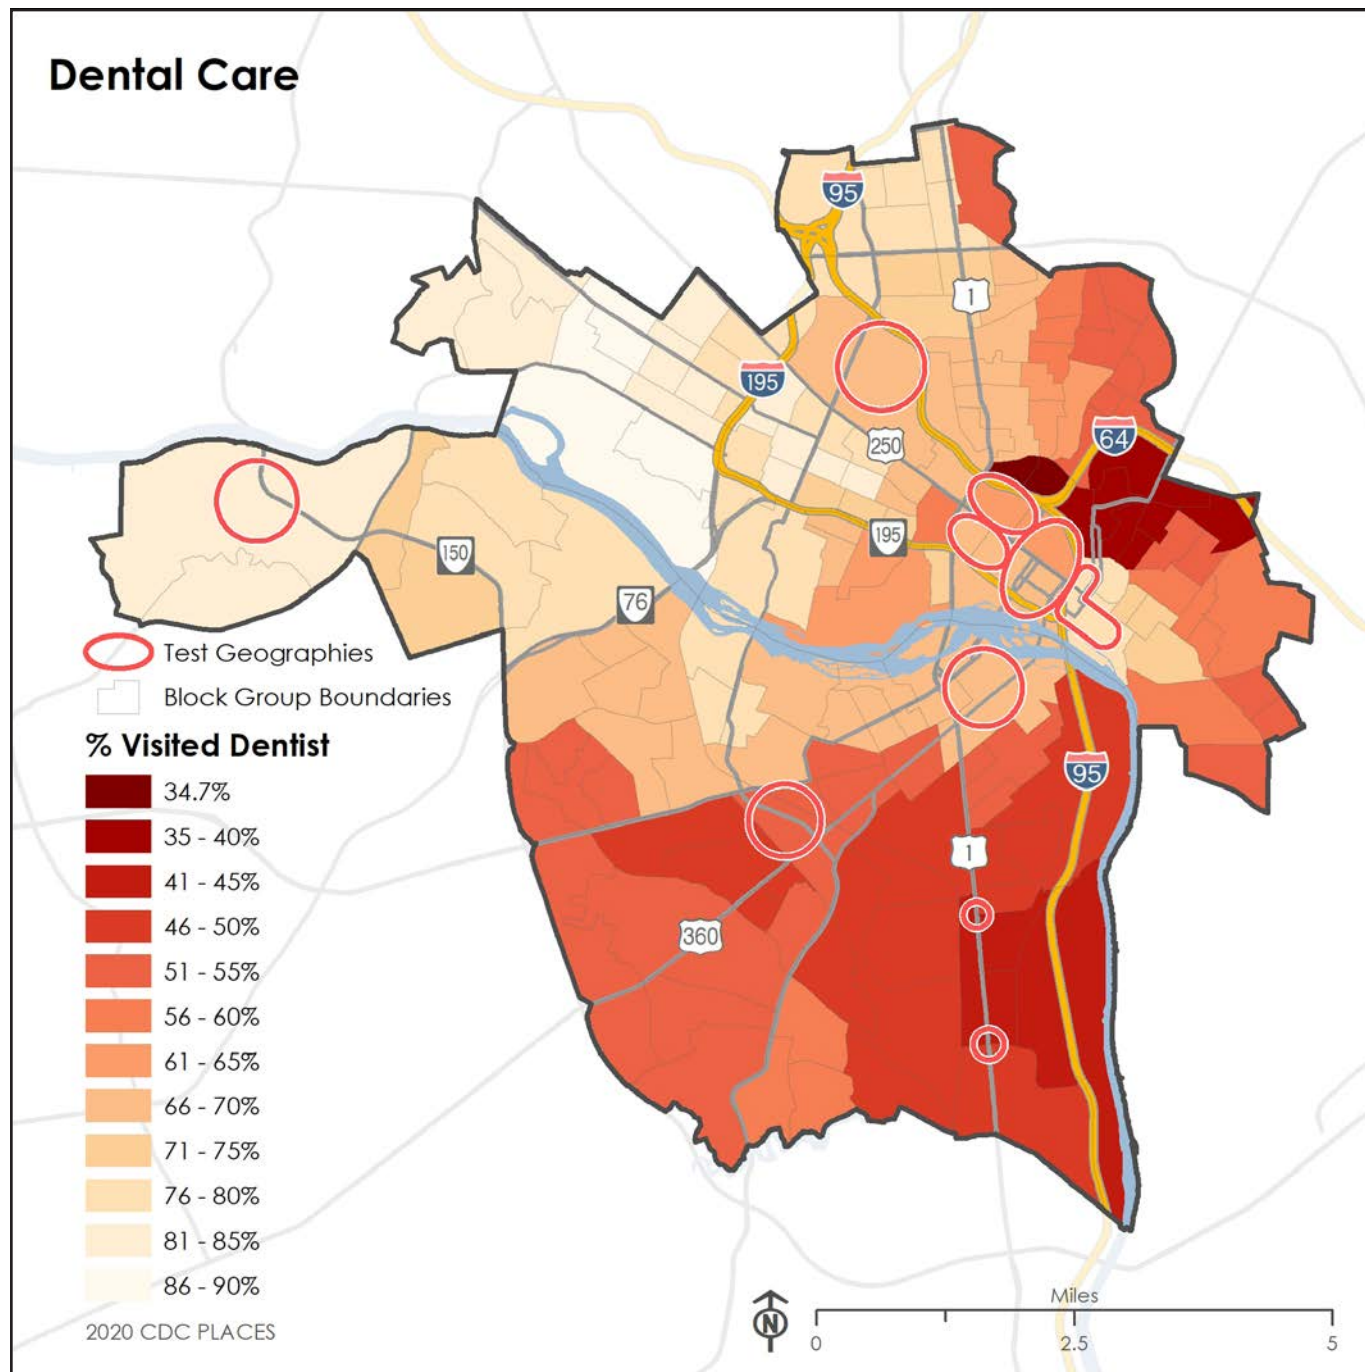 Dental Care
95
1
195
250
64
195
150
76
Test Geographies
Block Group Boundaries
% Visited Dentist
34.7%
35 - 40%
41 - 45%
46 - 50%
51 - 55%
56 - 60%
61 - 65%
66 - 70%
71 - 75%
76 - 80%
81 - 85%
86 - 90%
2020 CDC PLACES
95
1
360
N
Miles
0
2.5
5